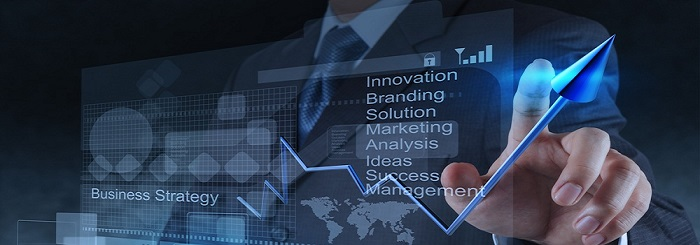 Innovation
Branding
Solution
Marketing
Analysis
Ideas
Success
Management
Business Strategy